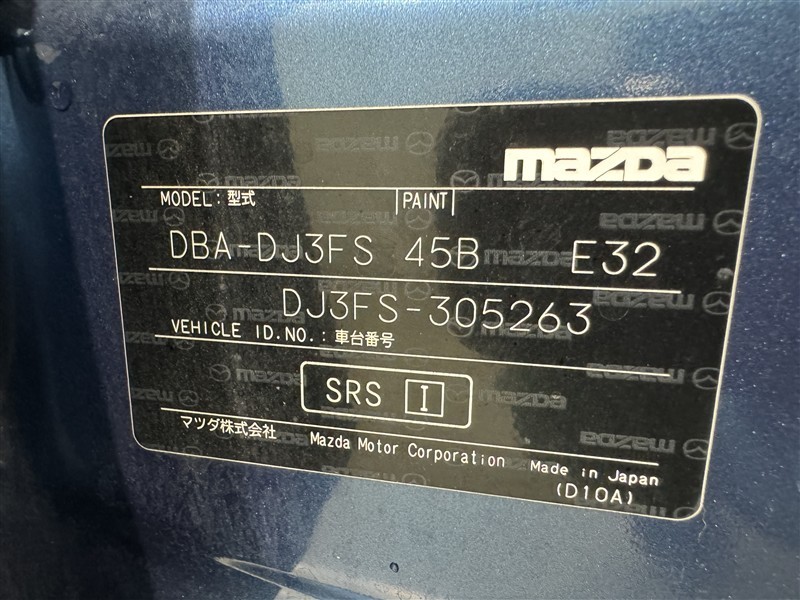 mazda
MODEL:型式 PAINT
DBA-DJ3FS 45B E32
DJ3FS-305263
VEHICLE ID.NO.:車台番号
SRS I
マツダ株式会社 Mazda Motor Corporation Made in Japan
(D10A)